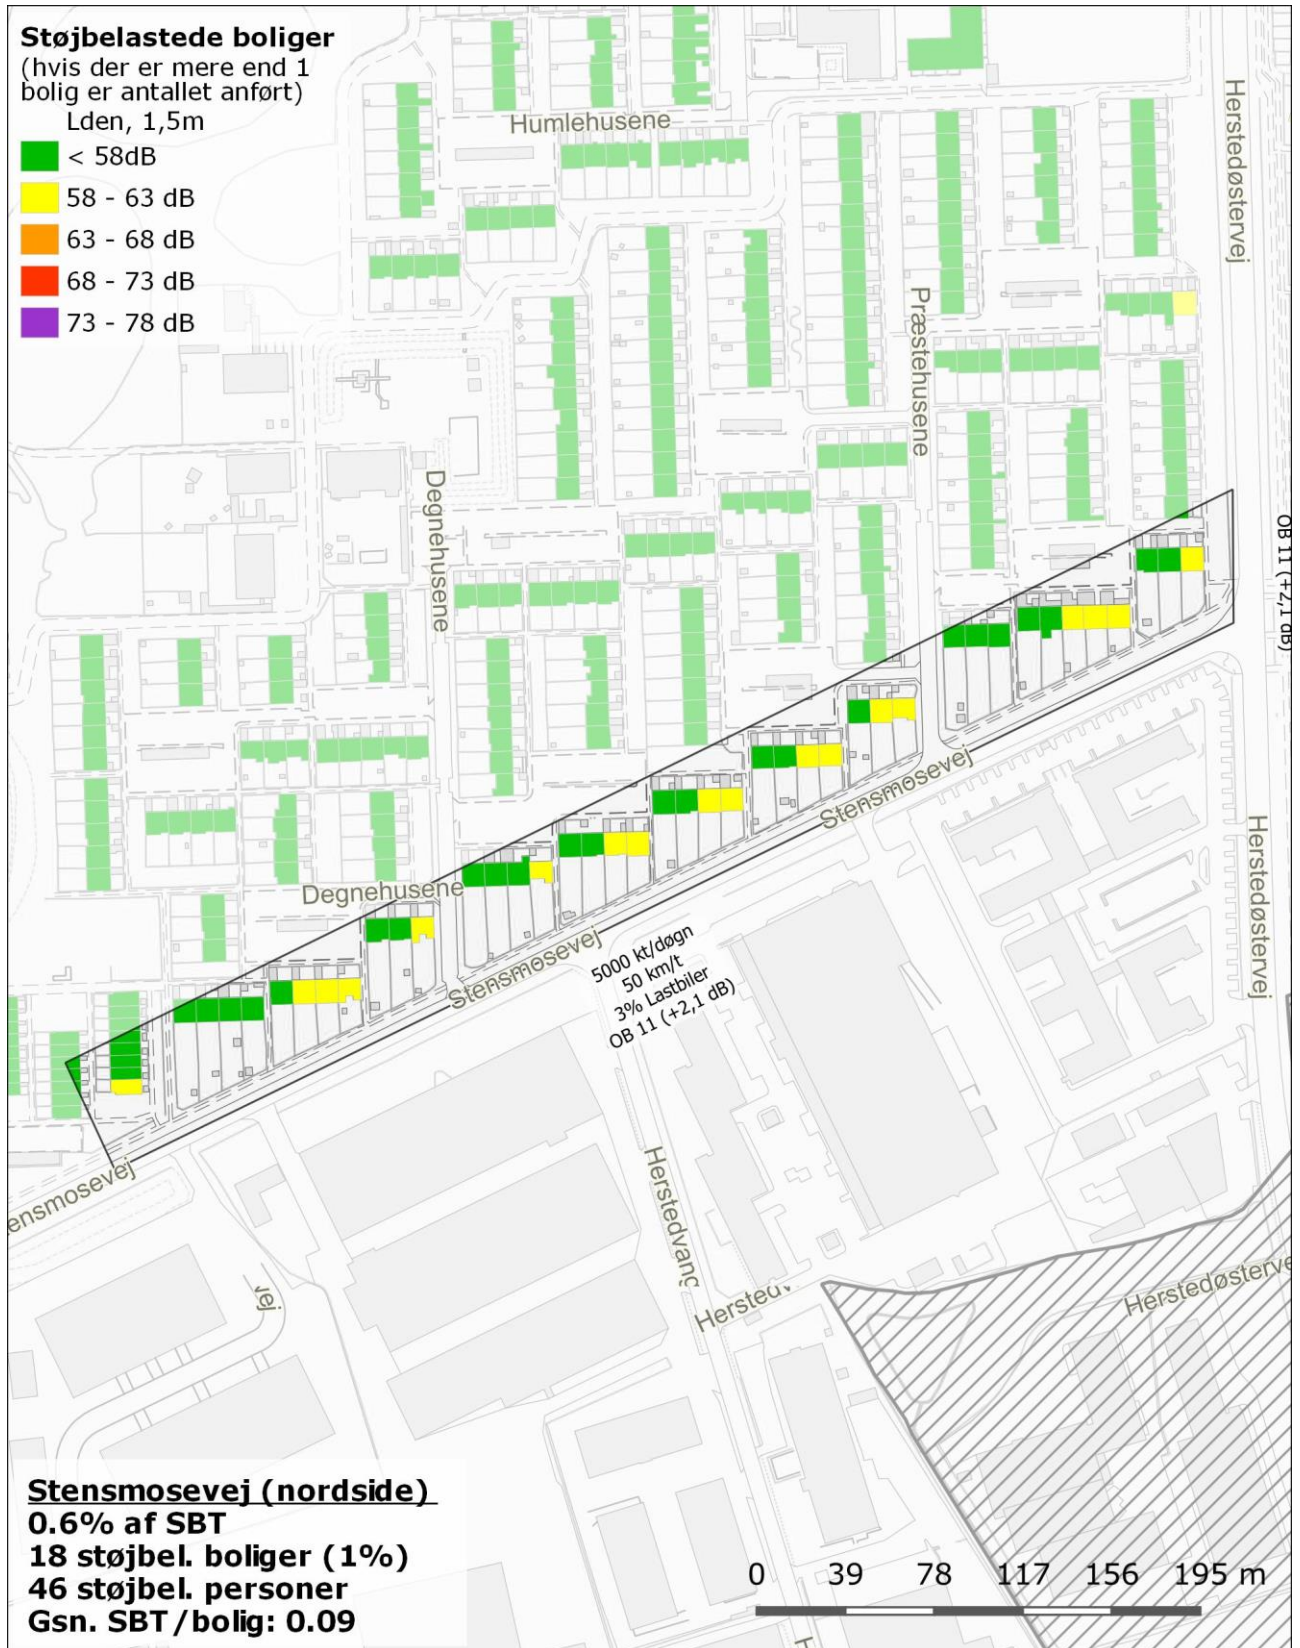 Støjbelastede boliger
(hvis der er mere end 1
bolig er antallet anført)
Lden, 1,5m
< 58dB
58 - 63 dB
63 - 68 dB
68 - 73 dB
73 - 78 dB
Humlehusene
Herstedøstervej
Præstehusene
Degnehusene
OB 11 (+2,1 dB)
Stensmosevej
Herstedøstervej
Degnehusene
Stensmosevej
5000 kt/døgn
50 km/t
3% Lastbiler
OB 11 (+2,1 dB)
ensmosevej
Herstedvang
Herstedv
Herstedøsterve
vej
Stensmosevej (nordside)
0.6% af SBT
18 støjbel. boliger (1%)
46 støjbel. personer
Gsn. SBT/bolig: 0.09
0 39 78 117 156 195 m